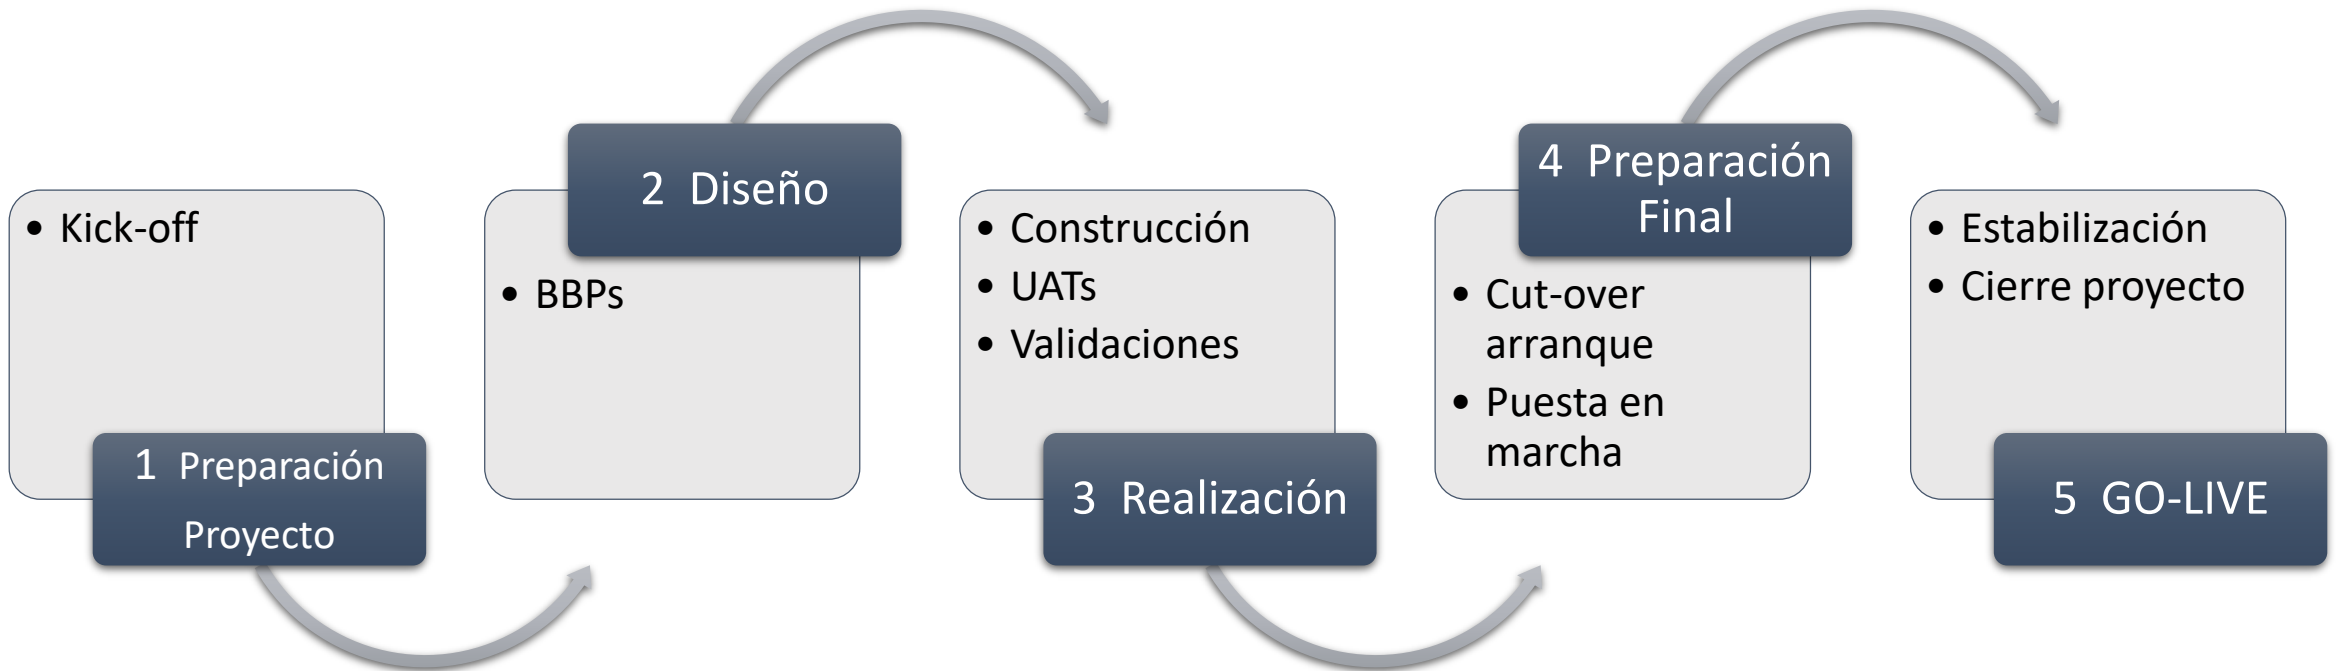 • Kick-off
1 Preparación
Proyecto
2 Diseño
• BBPs
• Construcción
• UATs
• Validaciones
3 Realización
4 Preparación
Final
• Cut-over
arranque
• Puesta en
marcha
• Estabilización
• Cierre proyecto
5 GO-LIVE